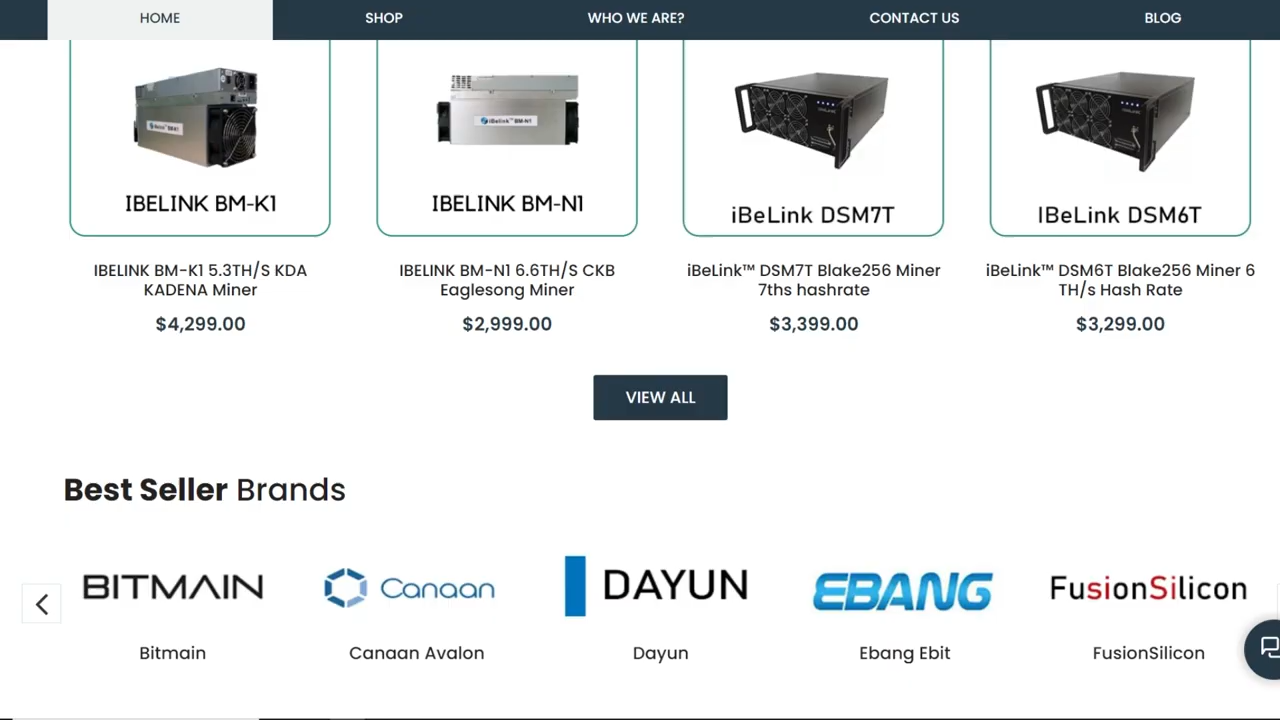 HOME SHOP WHO WE ARE? CONTACT US BLOG
iBelink™ BM-N1
IBELINK BM-K1 IBELINK BM-N1 iBeLink DSM7T IBeLink DSM6T
IBELINK BM-K1 5.3TH/S KDA
KADENA Miner
$4,299.00
IBELINK BM-N1 6.6TH/S CKB
Eaglesong Miner
$2,999.00
iBeLink™ DSM7T Blake256 Miner
7ths hashrate
$3,399.00
iBeLink™ DSM6T Blake256 Miner 6
TH/s Hash Rate
$3,299.00
VIEW ALL
Best Seller Brands
BITMAIN Canaan DAYUN EBANG FusionSilicon
Bitmain Canaan Avalon Dayun Ebang Ebit FusionSilicon